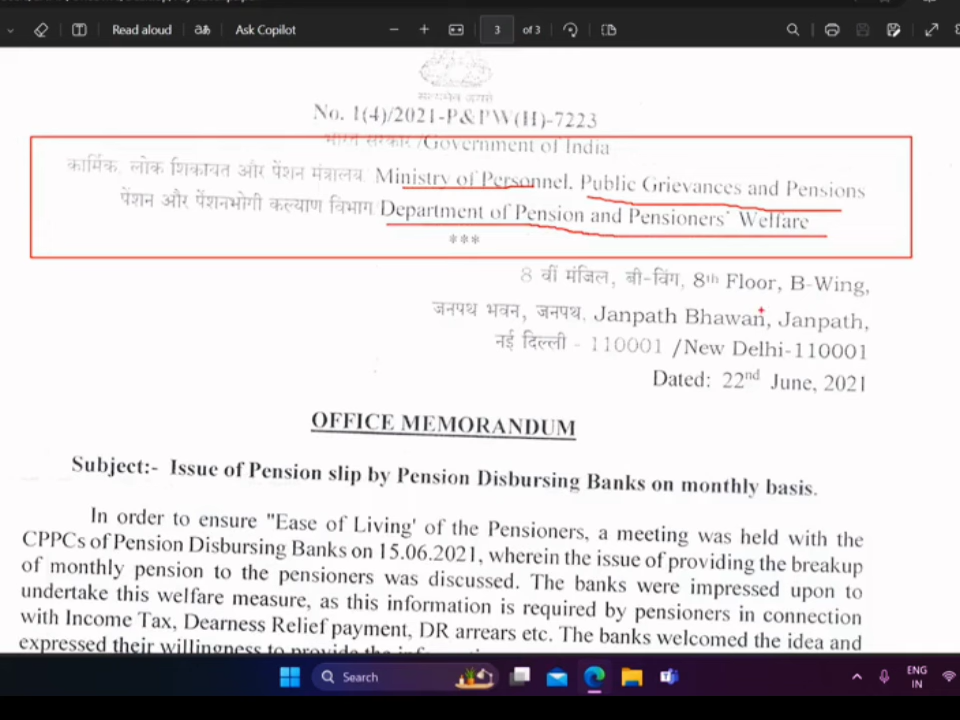 Read aloud
Ask Copilot
3 of 3
सत्यमेव जयते
No. 1(4)/2021-P&PW(H)-7223
भारत सरकार /Government of India
कार्मिक, लोक शिकायत और पेंशन मंत्रालय Ministry of Personnel, Public Grievances and Pensions
पेंशन और पेंशनभोगी कल्याण विभाग Department of Pension and Pensioners' Welfare
***
8 वीं मंजिल, बी-विंग, 8th Floor, B-Wing,
जनपथ भवन, जनपथ, Janpath Bhawan, Janpath,
नई दिल्ली - 110001 /New Delhi-110001
Dated: 22nd June, 2021
OFFICE MEMORANDUM
Subject:- Issue of Pension slip by Pension Disbursing Banks on monthly basis.
In order to ensure "Ease of Living' of the Pensioners, a meeting was held with the
CPPCs of Pension Disbursing Banks on 15.06.2021, wherein the issue of providing the breakup
of monthly pension to the pensioners was discussed. The banks were impressed upon to
undertake this welfare measure, as this information is required by pensioners in connection
with Income Tax, Dearness Relief payment, DR arrears etc. The banks welcomed the idea and
expressed their willingness to provide the
Search
ENG
IN